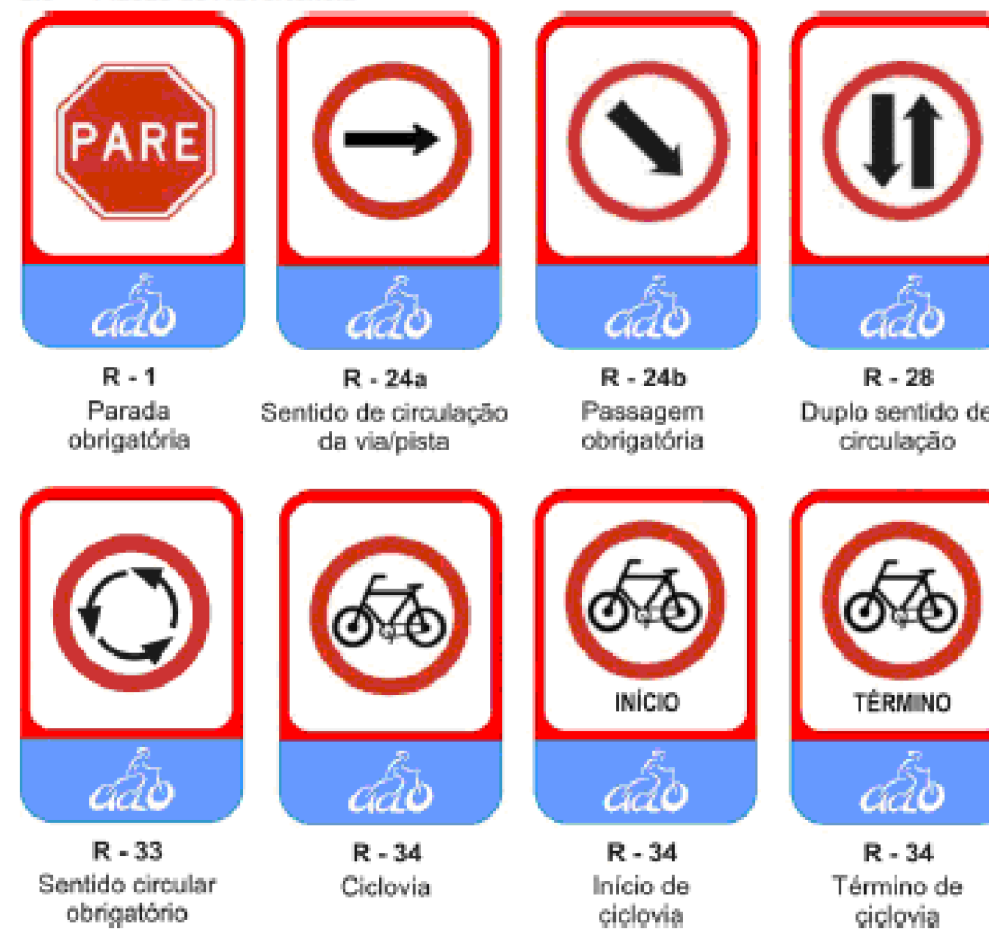 PARE
R - 1
Parada
obrigatória
R - 24a
Sentido de circulação
da via/pista
R - 24b
Passagem
obrigatória
R - 28
Duplo sentido de
circulação
INÍCIO
TÉRMINO
R - 33
Sentido circular
obrigatório
R - 34
Ciclovia
R - 34
Início de
ciclovia
R - 34
Término de
ciclovia